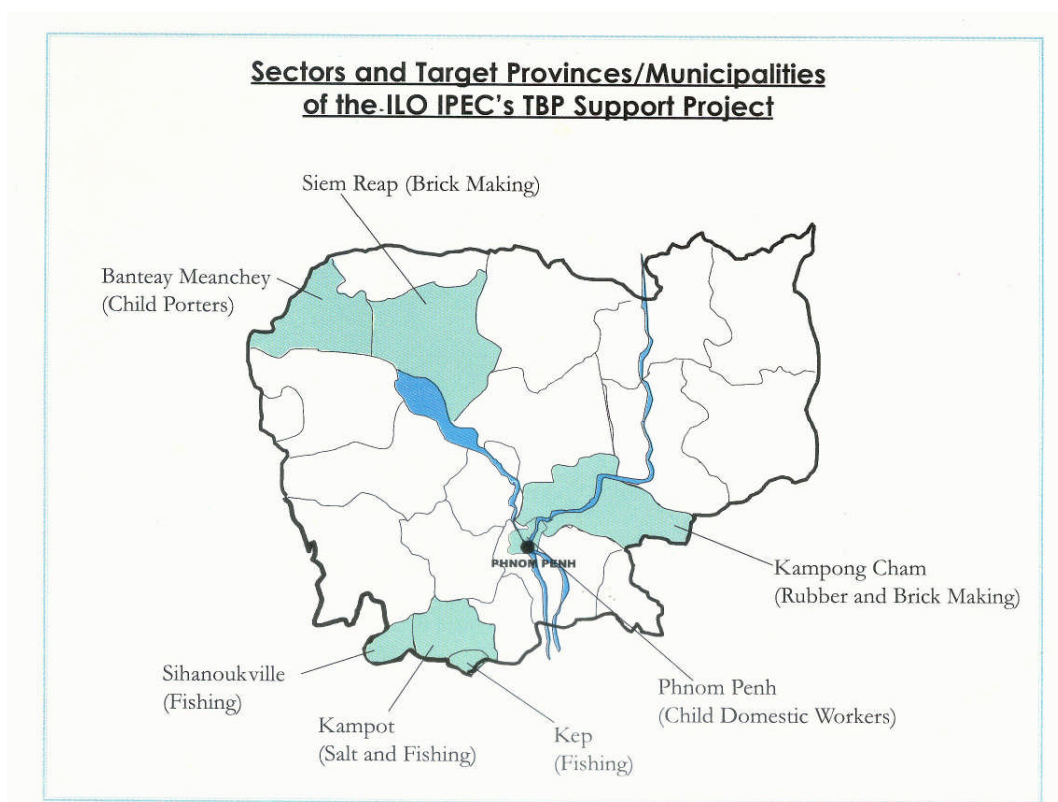 Sectors and Target Provinces/Municipalities
of the ILO IPEC's TBP Support Project
Siem Reap (Brick Making)
Banteay Meanchey
(Child Porters)
PHNOM PENH
Kampong Cham
(Rubber and Brick Making)
Sihanoukville
(Fishing)
Phnom Penh
(Child Domestic Workers)
Kampot
(Salt and Fishing)
Kep
(Fishing)